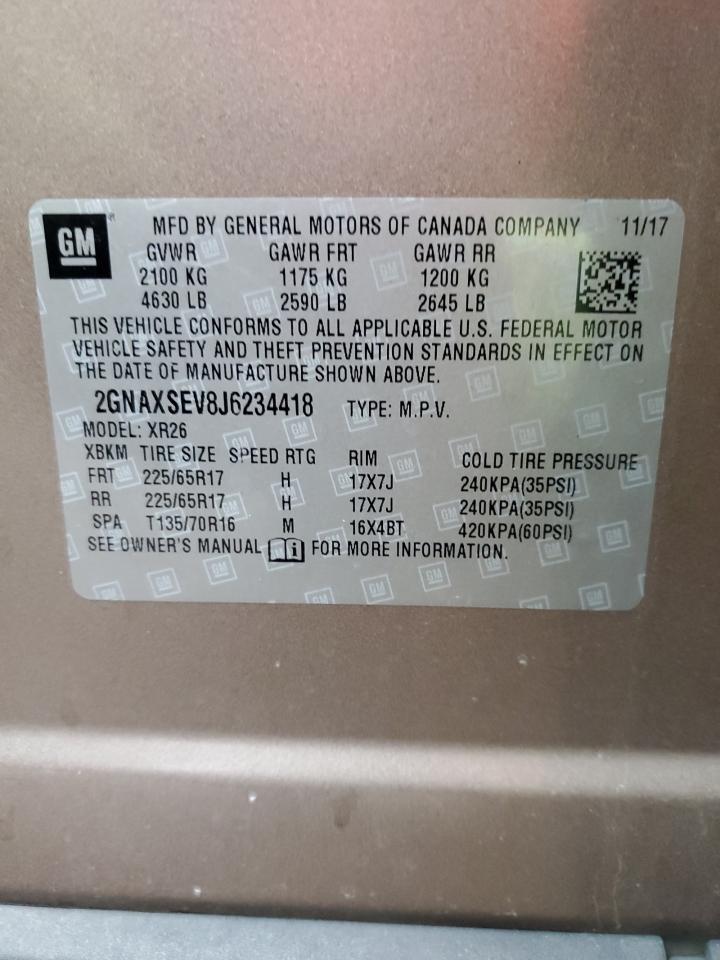 GM
MFD BY GENERAL MOTORS OF CANADA COMPANY 11/17
GVWR GAWR FRT GAWR RR
2100 KG 1175 KG 1200 KG
4630 LB 2590 LB 2645 LB
THIS VEHICLE CONFORMS TO ALL APPLICABLE U.S. FEDERAL MOTOR
VEHICLE SAFETY AND THEFT PREVENTION STANDARDS IN EFFECT ON
THE DATE OF MANUFACTURE SHOWN ABOVE.
2GNAXSEV8J6234418 TYPE: M.P.V.
MODEL: XR26
XBKM TIRE SIZE SPEED RTG RIM COLD TIRE PRESSURE
FRT 225/65R17 H 17X7J 240KPA(35PSI)
RR 225/65R17 H 17X7J 240KPA(35PSI)
SPA T135/70R16 M 16X4BT 420KPA(60PSI)
SEE OWNER'S MANUAL FOR MORE INFORMATION.